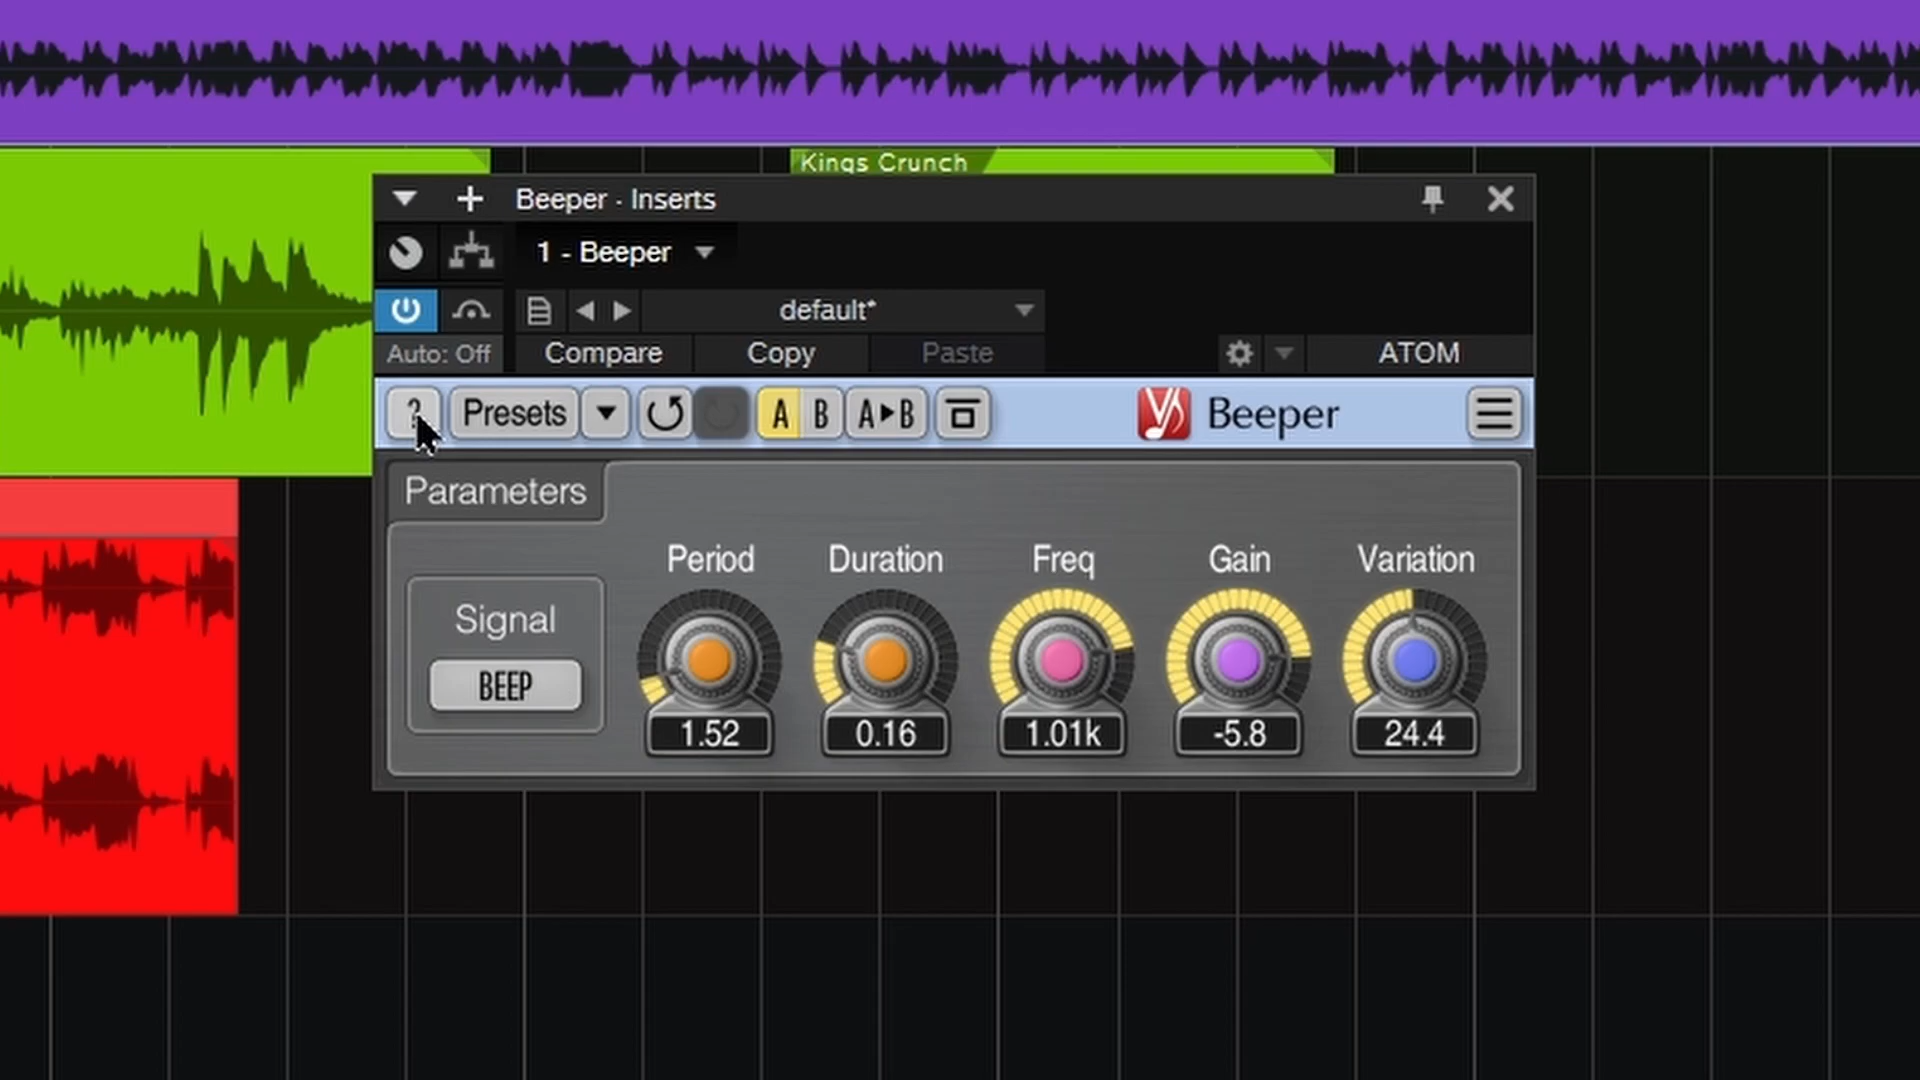 Kings Crunch
Beeper - Inserts
1 - Beeper
default*
Auto: Off
Compare
Copy
Paste
ATOM
?
Presets
A
B
A▶B
Beeper
Parameters
Period
Duration
Freq
Gain
Variation
Signal
BEEP
1.52
0.16
1.01k
-5.8
24.4